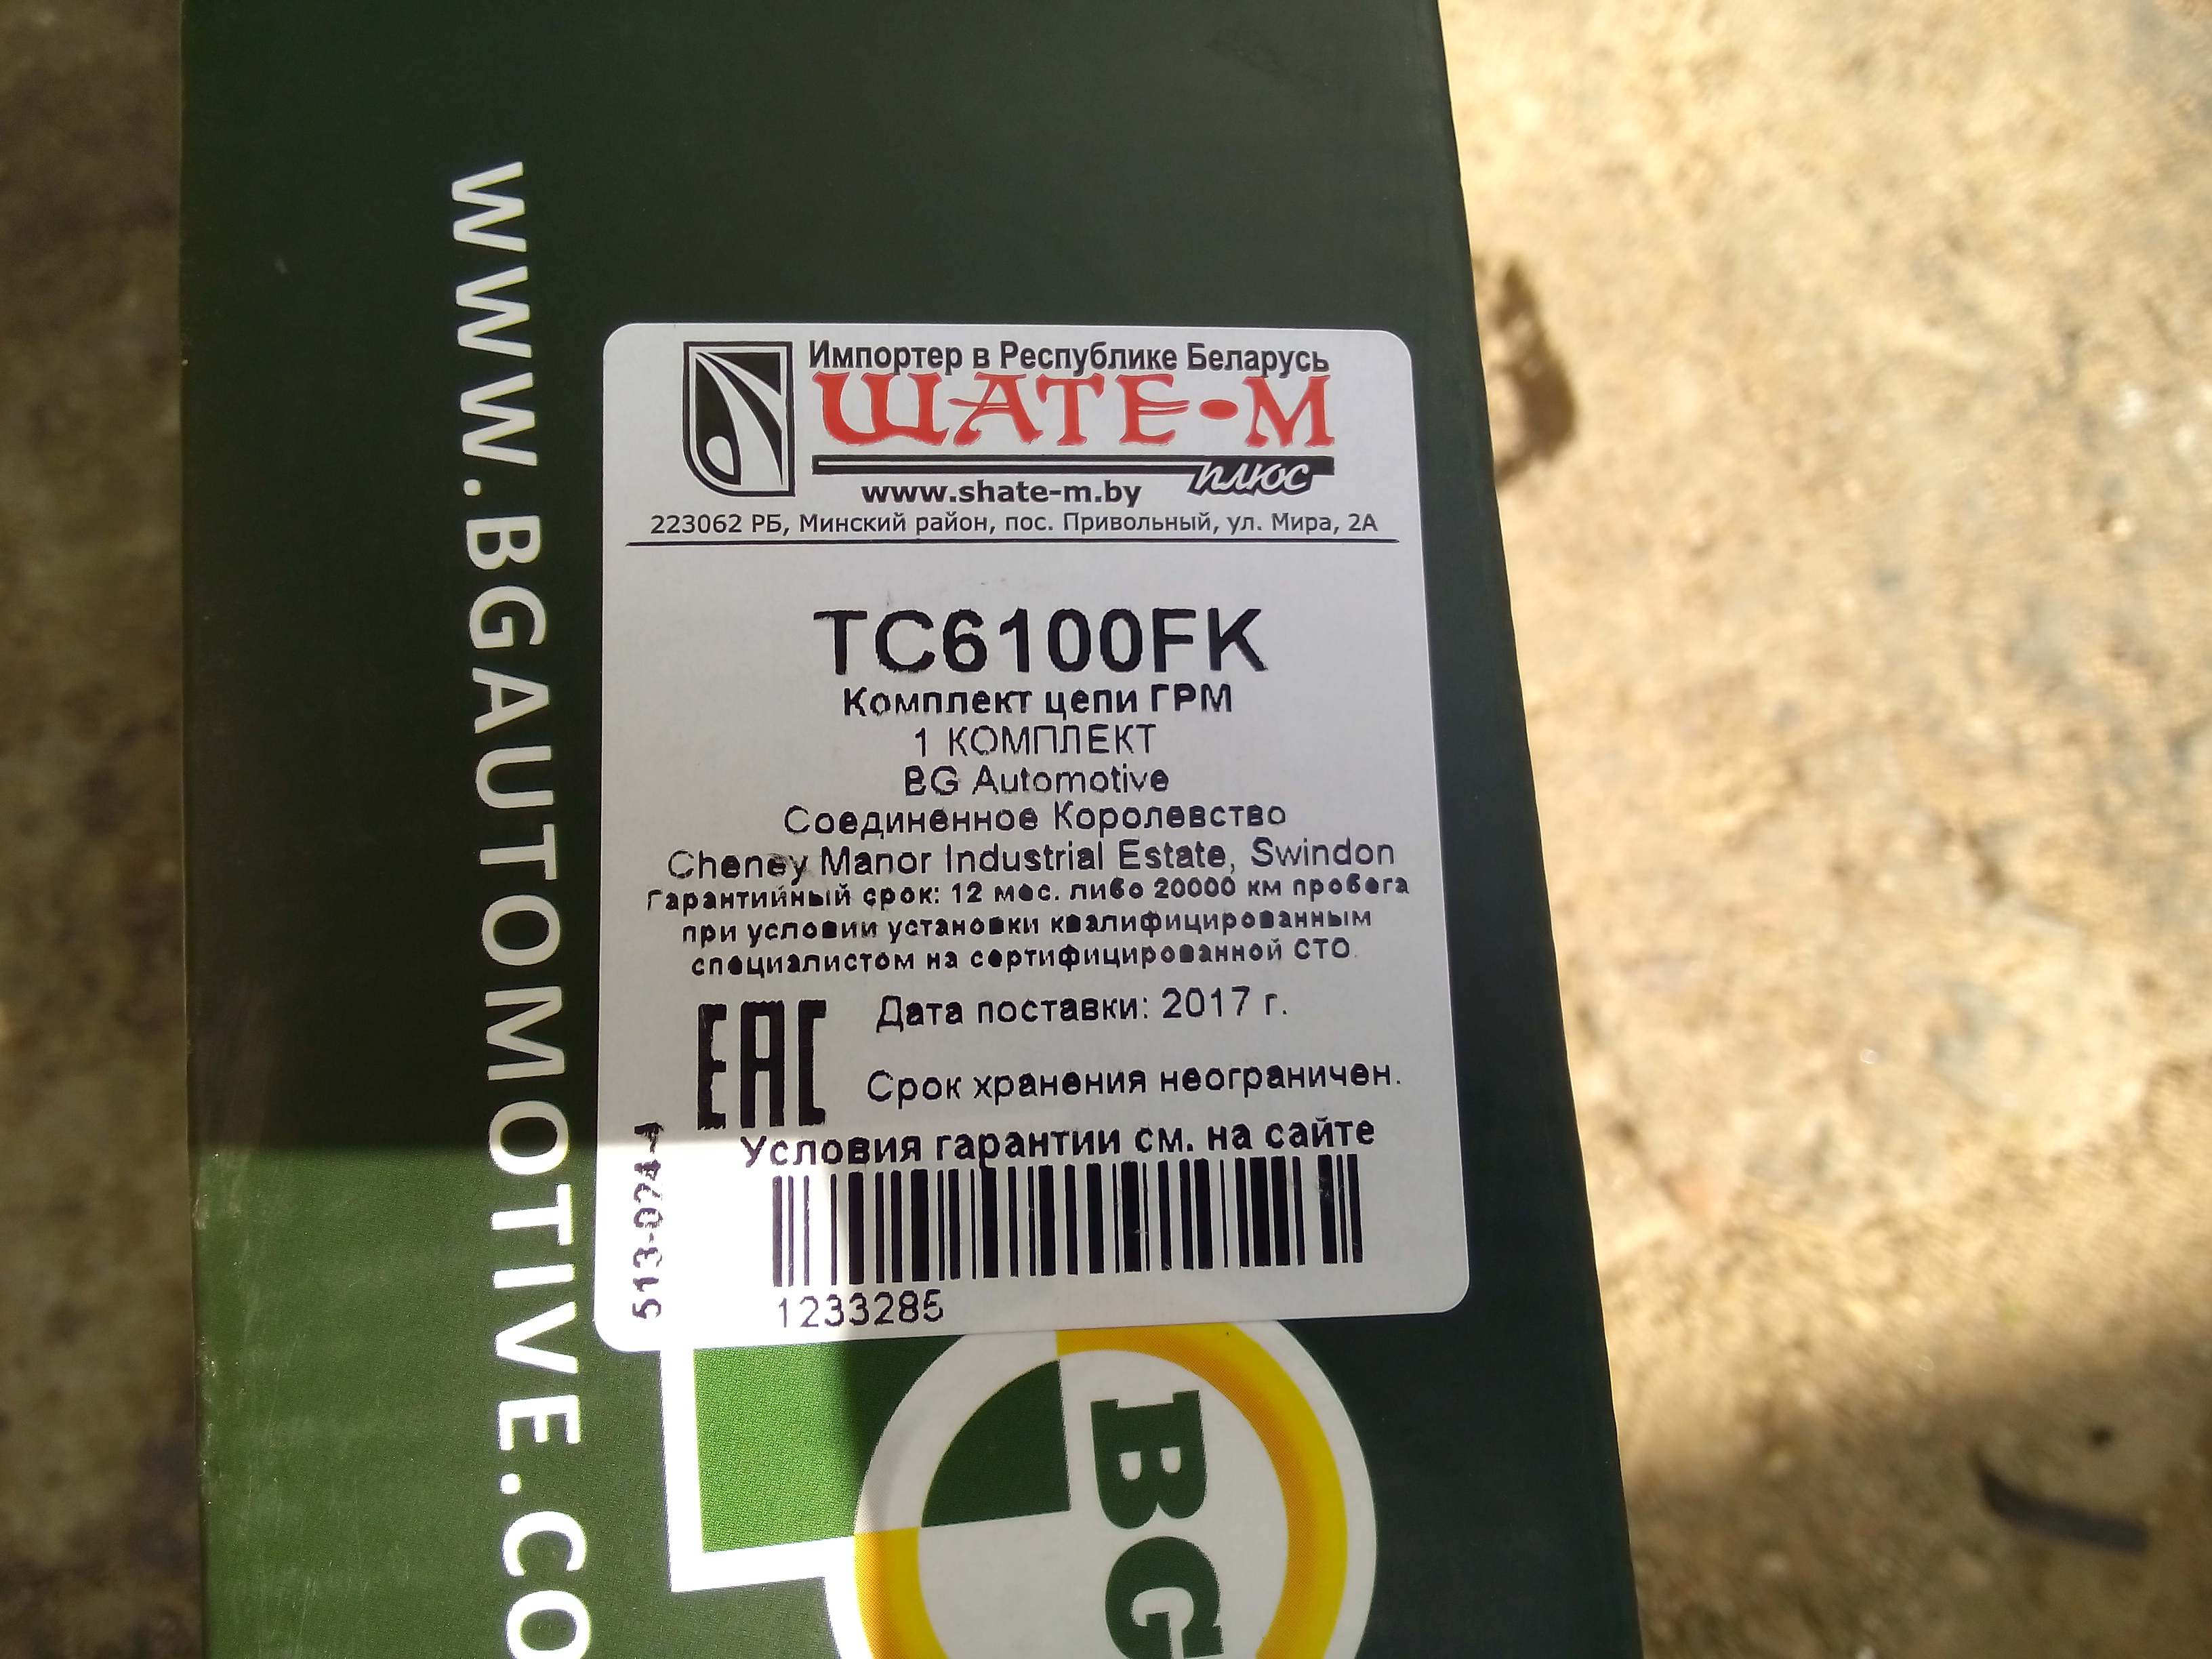 WWW.BGAUTOMOTIVE.CO
Импортер в Республике Беларусь
ШАТЕ-М
плюс
www.shate-m.by
223062 РБ, Минский район, пос. Привольный, ул. Мира, 2А
TC6100FK
Комплект цепи ГРМ
1 КОМПЛЕКТ
BG Automotive
Соединенное Королевство
Cheney Manor Industrial Estate, Swindon
Гарантийный срок: 12 мес. либо 20000 км пробега
при условии установки квалифицированным
специалистом на сертифицированной СТО.
EAC
Дата поставки: 2017 г.
Срок хранения неограничен.
Условия гарантии см. на сайте
513-024-4
1233285
BG